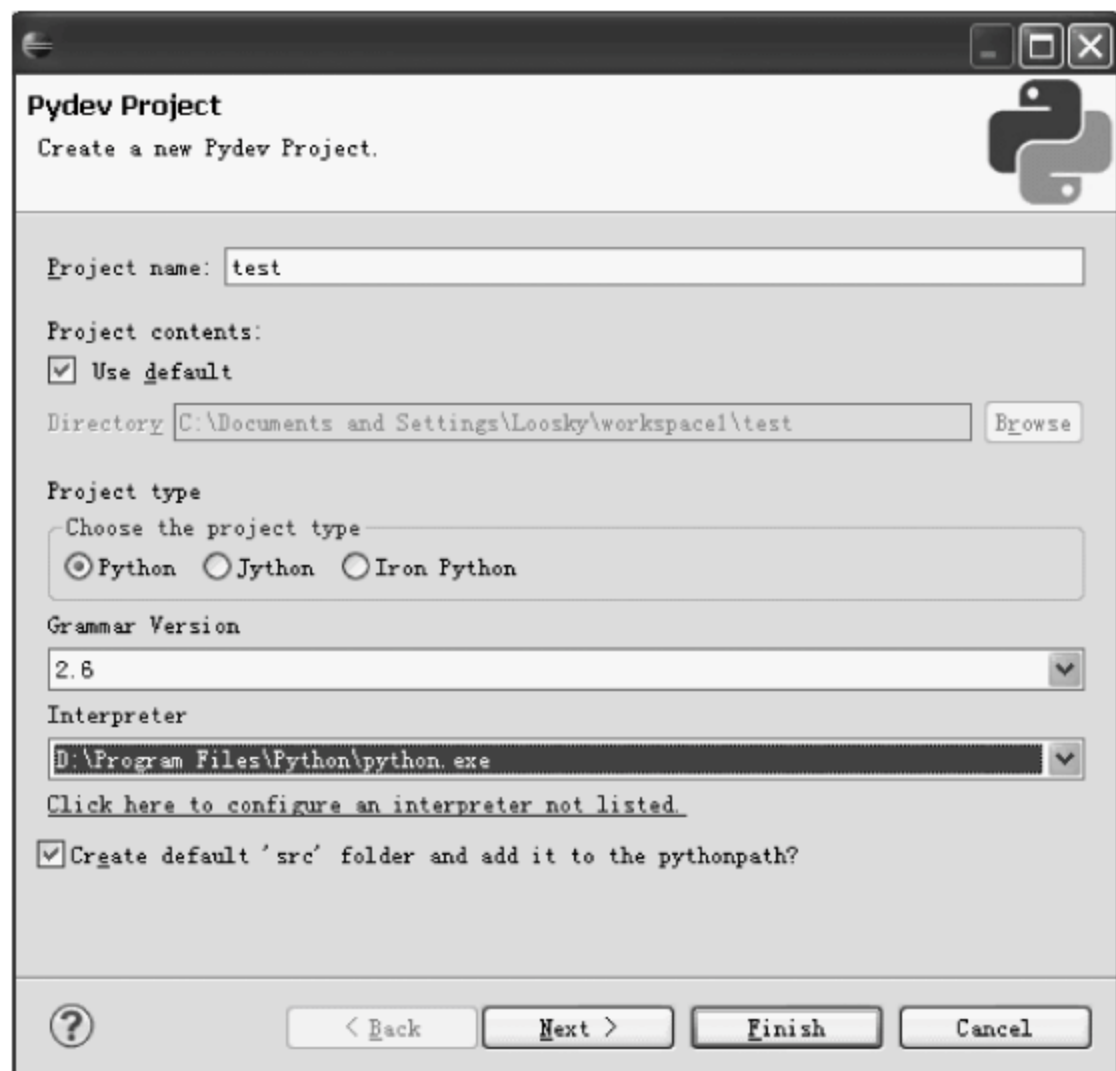 Pydev Project
Create a new Pydev Project.
Project name: test
Project contents:
Use default
Directory C:\Documents and Settings\Loosky\workspace1\test Browse
Project type
Choose the project type
Python Jython Iron Python
Grammar Version
2.6
Interpreter
D:\Program Files\Python\python.exe
Click here to configure an interpreter not listed.
Create default 'src' folder and add it to the pythonpath?
? < Back Next > Finish Cancel